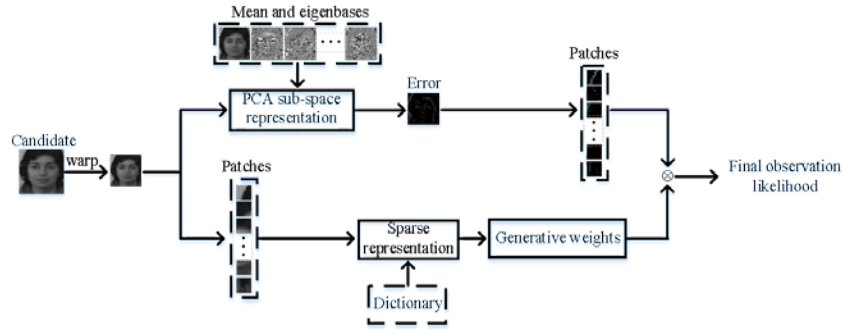 Mean and eigenbases
Patches
Error
PCA sub-space
representation
Candidate
warp
Patches
Final observation
likelihood
Sparse
representation
Generative weights
Dictionary